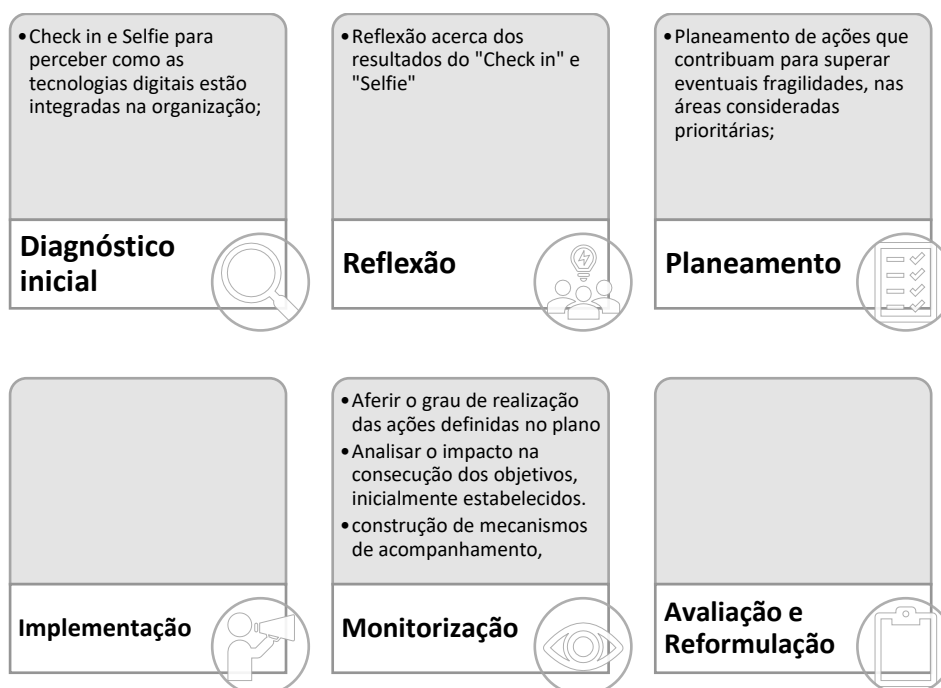 •Check in e Selfie para
perceber como as
tecnologias digitais estão
integradas na organização;
Diagnóstico
inicial
•Reflexão acerca dos
resultados do "Check in" e
"Selfie"
Reflexão
•Planeamento de ações que
contribuam para superar
eventuais fragilidades, nas
áreas consideradas
prioritárias;
Planeamento
Implementação
•Aferir o grau de realização
das ações definidas no plano
•Analisar o impacto na
consecução dos objetivos,
inicialmente estabelecidos.
•construção de mecanismos
de acompanhamento,
Monitorização
Avaliação e
Reformulação